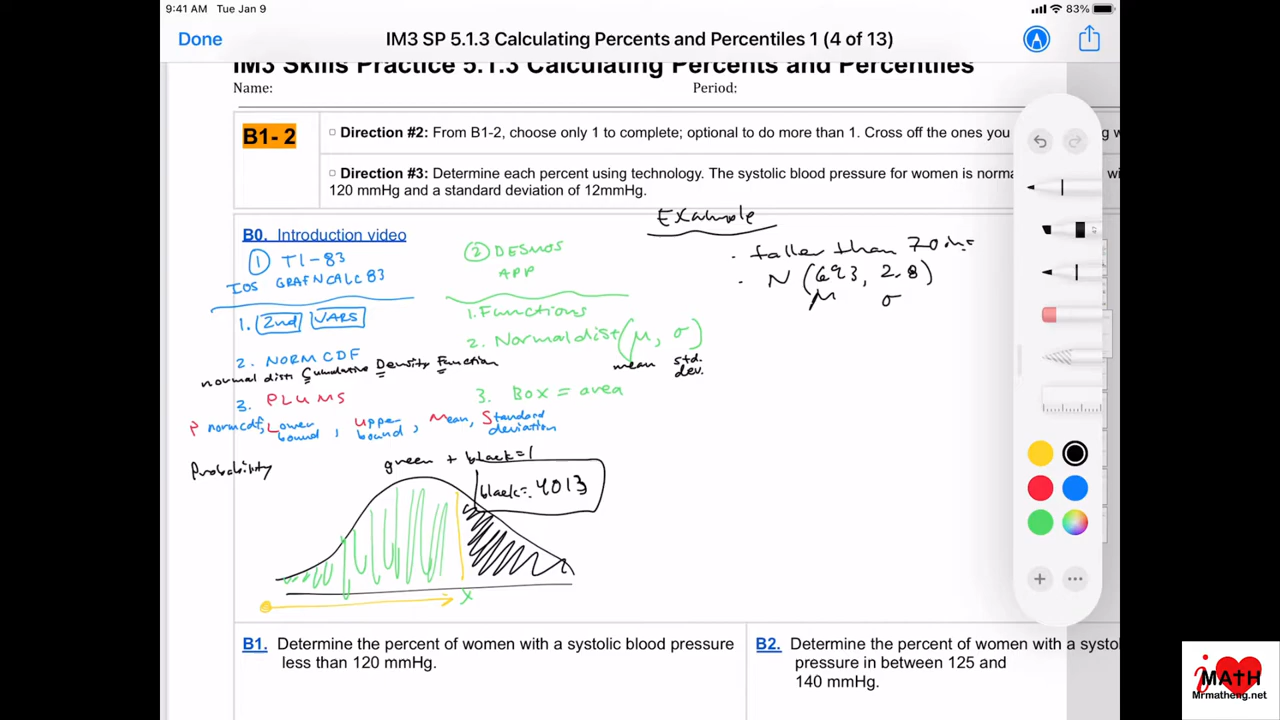 9:41 AM Tue Jan 9
83%
Done
IM3 SP 5.1.3 Calculating Percents and Percentiles 1 (4 of 13)
IM3 Skills Practice 5.1.3 Calculating Percents and Percentiles
Name:
Period:
B1- 2
Direction #2: From B1-2, choose only 1 to complete; optional to do more than 1. Cross off the ones you
Direction #3: Determine each percent using technology. The systolic blood pressure for women is norma
120 mmHg and a standard deviation of 12mmHg.
Example
B0. Introduction video
① TI-83
IOS GRAFNCALC83
② DESMOS
APP
. taller than 70
. N (693, 2.8)
μ σ
1. 2nd VARS
1. Functions
2. Normaldist (μ, σ)
mean std. dev.
2. NORMCDF
normal dist: Cumulative Density Function
3. PLUMS
3. Box = area
P normcdf, Lower bound, Upper bound, Mean, Standard deviation
Probability
green + black=1
black=.4013
x
B1. Determine the percent of women with a systolic blood pressure
less than 120 mmHg.
B2. Determine the percent of women with a systo
pressure in between 125 and
140 mmHg.
i MATH
Mrmatheng.net